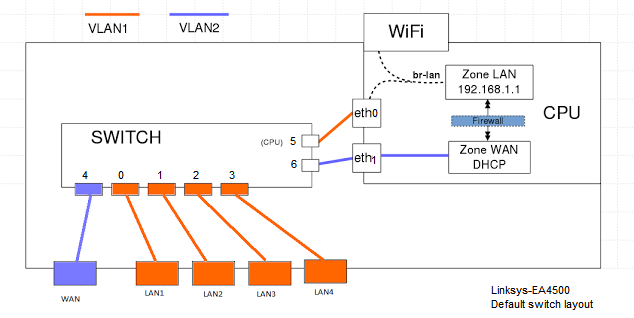 VLAN1
VLAN2
WiFi
br-lan
Zone LAN
192.168.1.1
CPU
eth0
Firewall
SWITCH
(CPU) 5
6
eth1
Zone WAN
DHCP
4 0 1 2 3
WAN
LAN1
LAN2
LAN3
LAN4
Linksys-EA4500
Default switch layout